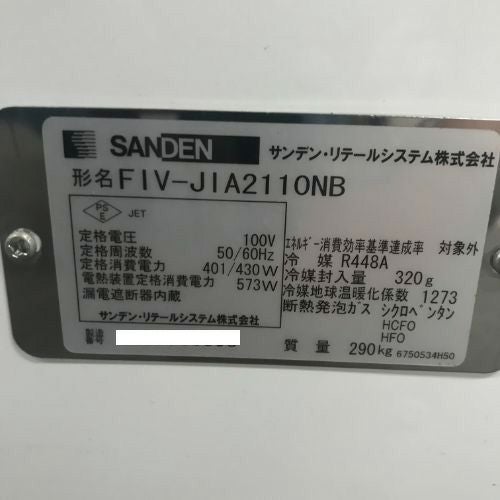 SANDEN サンデン・リテールシステム株式会社
形名 FIV-JIA2110NB
PS
E
JET
定格電圧 100V
定格周波数 50/60Hz
定格消費電力 401/430W
電熱装置定格消費電力 573W
漏電遮断器内蔵
サンデン・リテールシステム株式会社
製造
番号
エネルギー消費効率基準達成率 対象外
冷媒 R448A
冷媒封入量 320g
冷媒地球温暖化係数 1273
断熱発泡ガス シクロペンタン
HCFO
HFO
質量 290kg 6750534H50